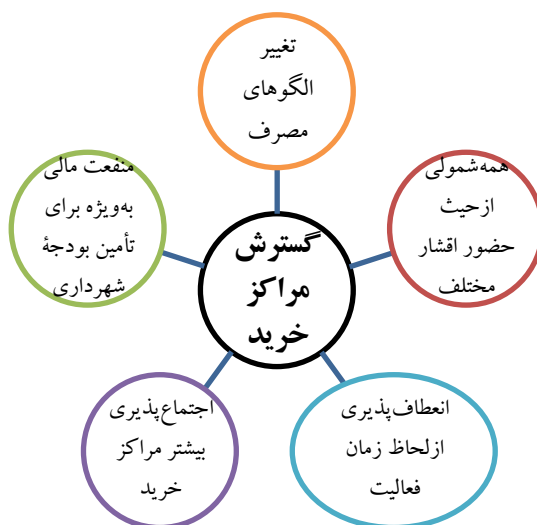 تغییر
الگوهای
مصرف
همه‌شمولی
ازحیث
حضور اقشار
مختلف
انعطاف‌پذیری
ازلحاظ زمان
فعالیت
اجتماع‌پذیری
بیشتر مراکز
خرید
منفعت مالی
به‌ویژه برای
تأمین بودجۀ
شهرداری
گسترش
مراکز
خرید